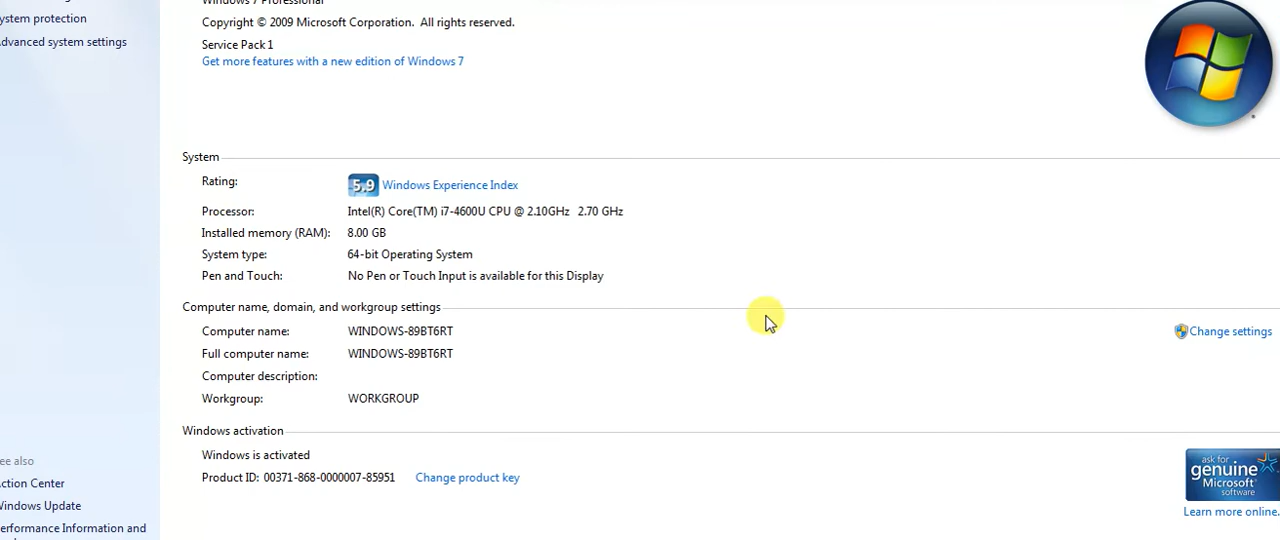 Windows 7 Professional
ystem protection
Copyright © 2009 Microsoft Corporation. All rights reserved.
dvanced system settings
Service Pack 1
Get more features with a new edition of Windows 7
System
Rating: 5.9 Windows Experience Index
Processor: Intel(R) Core(TM) i7-4600U CPU @ 2.10GHz 2.70 GHz
Installed memory (RAM): 8.00 GB
System type: 64-bit Operating System
Pen and Touch: No Pen or Touch Input is available for this Display
Computer name, domain, and workgroup settings
Computer name: WINDOWS-89BT6RT Change settings
Full computer name: WINDOWS-89BT6RT
Computer description:
Workgroup: WORKGROUP
Windows activation
Windows is activated
Product ID: 00371-868-0000007-85951 Change product key
ask for
genuine
Microsoft
software
Learn more online.
ee also
ction Center
indows Update
erformance Information and